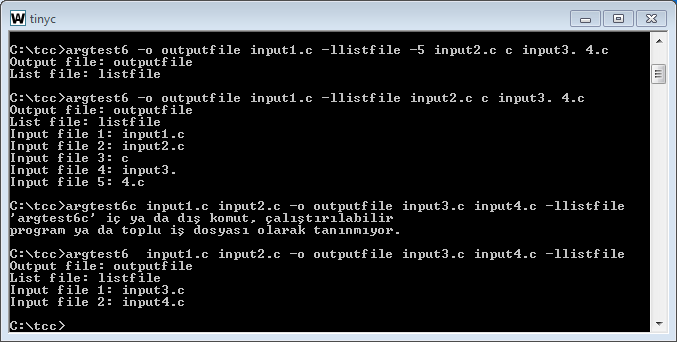 tinyc
C:\tcc>argtest6 -o outputfile input1.c -llistfile -5 input2.c c input3. 4.c
Output file: outputfile
List file: listfile
C:\tcc>argtest6 -o outputfile input1.c -llistfile input2.c c input3. 4.c
Output file: outputfile
List file: listfile
Input file 1: input1.c
Input file 2: input2.c
Input file 3: c
Input file 4: input3.
Input file 5: 4.c
C:\tcc>argtest6c input1.c input2.c -o outputfile input3.c input4.c -llistfile
'argtest6c' iç ya da dış komut, çalıştırılabilir
program ya da toplu iş dosyası olarak tanınmıyor.
C:\tcc>argtest6  input1.c input2.c -o outputfile input3.c input4.c -llistfile
Output file: outputfile
List file: listfile
Input file 1: input3.c
Input file 2: input4.c
C:\tcc>